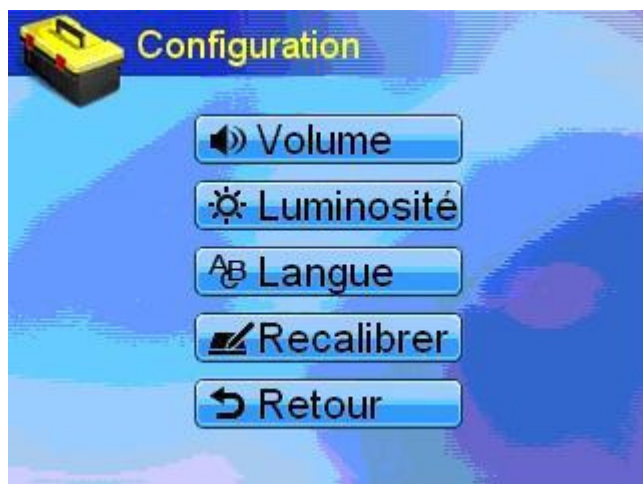 Configuration
Volume
Luminosité
Langue
Recalibrer
Retour